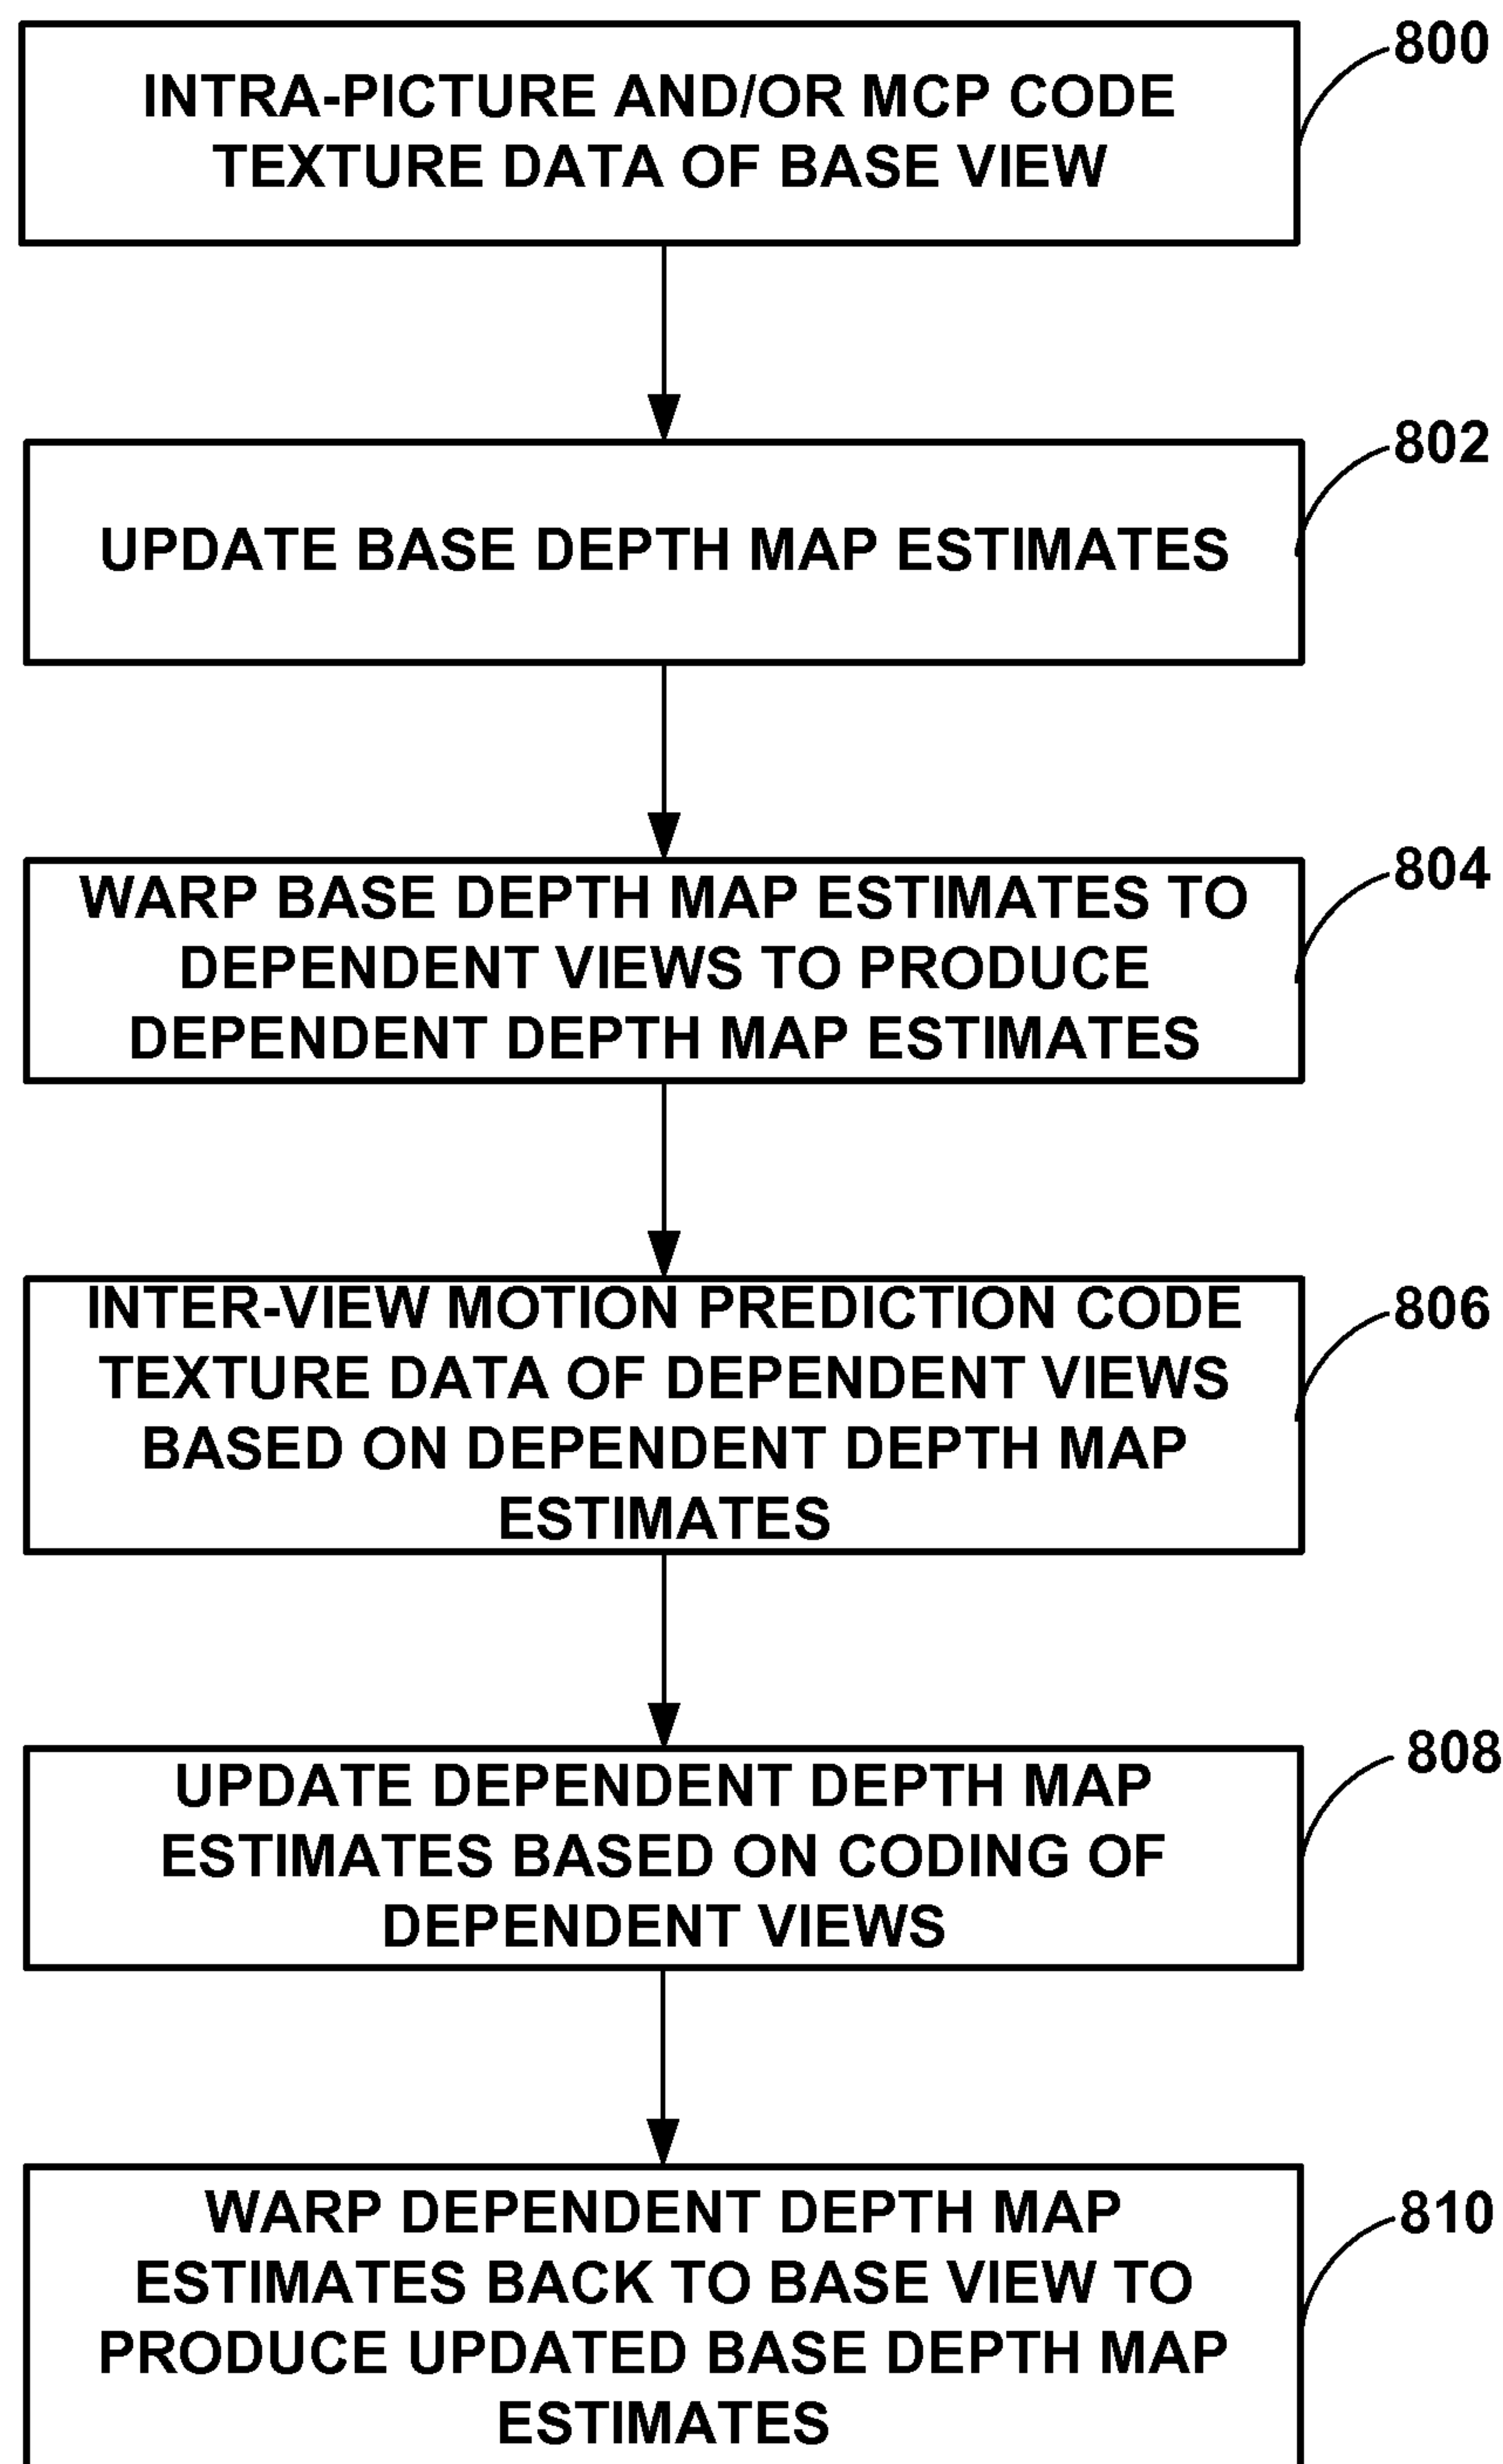 800
INTRA-PICTURE AND/OR MCP CODE
TEXTURE DATA OF BASE VIEW
802
UPDATE BASE DEPTH MAP ESTIMATES
804
WARP BASE DEPTH MAP ESTIMATES TO
DEPENDENT VIEWS TO PRODUCE
DEPENDENT DEPTH MAP ESTIMATES
806
INTER-VIEW MOTION PREDICTION CODE
TEXTURE DATA OF DEPENDENT VIEWS
BASED ON DEPENDENT DEPTH MAP
ESTIMATES
808
UPDATE DEPENDENT DEPTH MAP
ESTIMATES BASED ON CODING OF
DEPENDENT VIEWS
810
WARP DEPENDENT DEPTH MAP
ESTIMATES BACK TO BASE VIEW TO
PRODUCE UPDATED BASE DEPTH MAP
ESTIMATES